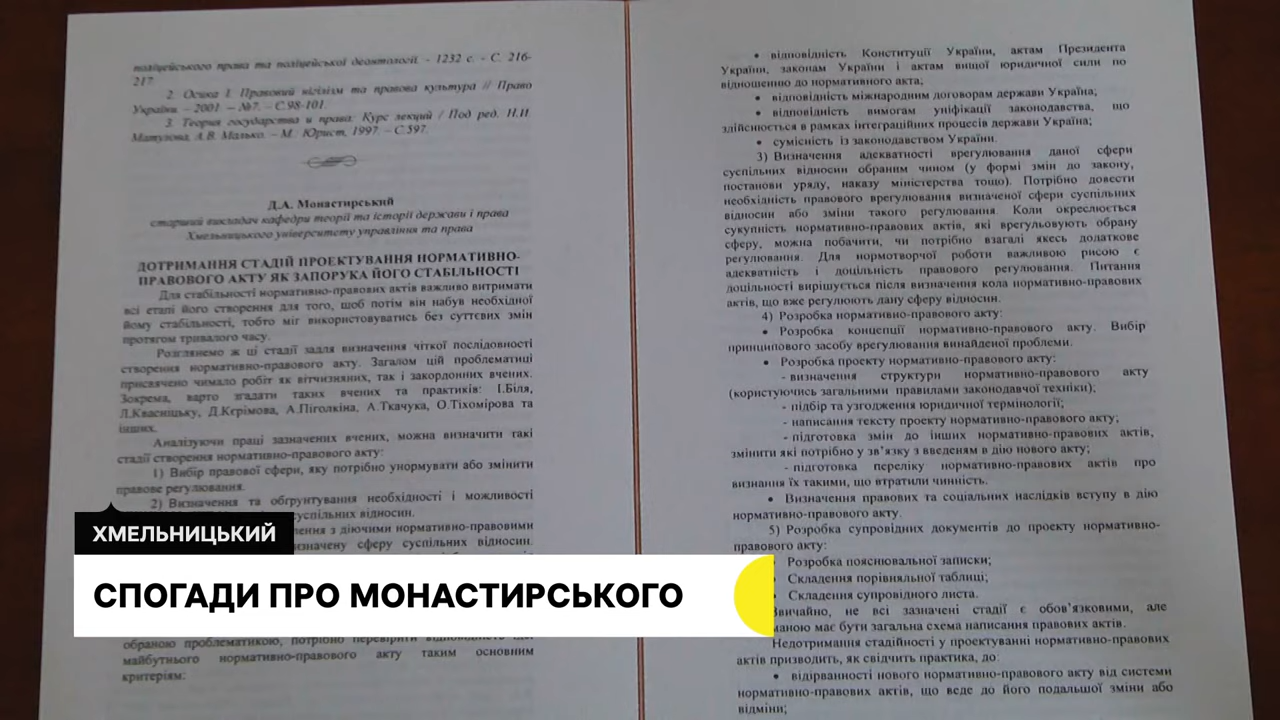 поліцейського права та поліцейської деонтології. - 1232 с. - С. 216-
217
2. Осика І. Правовий нігілізм та правова культура // Право
України. – 2001. – №7. – С.98-101.
3. Теория государства и права: Курс лекций / Под ред. Н.И.
Матузова, А.В. Малько. – М.: Юрист, 1997. – С.597.
Д.А. Монастирський
старший викладач кафедри теорії та історії держави і права
Хмельницького університету управління та права
ДОТРИМАННЯ СТАДІЙ ПРОЕКТУВАННЯ НОРМАТИВНО-
ПРАВОВОГО АКТУ ЯК ЗАПОРУКА ЙОГО СТАБІЛЬНОСТІ
Для стабільності нормативно-правових актів важливо витримати
всі етапі його створення для того, щоб потім він набув необхідної
йому стабільності, тобто міг використовуватись без суттєвих змін
протягом тривалого часу.
Розглянемо ж ці стадії задля визначення чіткої послідовності
створення нормативно-правового акту. Загалом цій проблематиці
присвячено чимало робіт як вітчизняних, так і закордонних вчених.
Зокрема, варто згадати таких вчених та практиків: І.Біля,
Л.Квасніцьку, Д.Керімова, А.Піголкіна, А.Ткачука, О.Тіхомірова та
інших.
Аналізуючи праці зазначених вчених, можна визначити такі
стадії створення нормативно-правового акту:
1) Вибір правової сфери, яку потрібно унормувати або змінити
правове регулювання.
2) Визначення та обґрунтування необхідності і можливості
суспільних відносин.
з діючими нормативно-правовими
сферу суспільних відносин.
обраною проблематикою, потрібно перевірити
майбутнього нормативно-правового акту таким основним
критеріям:
• відповідність Конституції України, актам Президента
України, законам України і актам вищої юридичної сили по
відношенню до нормативного акта;
• відповідність міжнародним договорам держави Україна;
• відповідність вимогам уніфікації законодавства, що
здійснюється в рамках інтеграційних процесів держави Україна;
• сумісність із законодавством України.
3) Визначення адекватності врегулювання даної сфери
суспільних відносин обраним чином (у формі змін до закону,
постанови уряду, наказу міністерства тощо). Потрібно довести
необхідність правового врегулювання визначеної сфери суспільних
відносин або зміни такого регулювання. Коли окреслюється
сукупність нормативно-правових актів, які врегульовують обрану
сферу, можна побачити, чи потрібно взагалі якесь додаткове
регулювання. Для нормотворчої роботи важливою рисою є
адекватність і доцільність правового регулювання. Питання
доцільності вирішується після визначення кола нормативно-правових
актів, що вже регулюють дану сферу відносин.
4) Розробка нормативно-правового акту:
• Розробка концепції нормативно-правового акту. Вибір
принципового засобу врегулювання винайденої проблеми.
• Розробка проекту нормативно-правового акту:
- визначення структури нормативно-правового акту
(користуючись загальними правилами законодавчої техніки);
- підбір та узгодження юридичної термінології;
- написання тексту проекту нормативно-правового акту;
- підготовка змін до інших нормативно-правових актів,
змінити які потрібно у зв’язку з введенням в дію нового акту;
- підготовка переліку нормативно-правових актів про
визнання їх такими, що втратили чинність.
• Визначення правових та соціальних наслідків вступу в дію
нормативно-правового акту.
5) Розробка супровідних документів до проекту нормативно-
правового акту:
Розробка пояснювальної записки;
• Складення порівняльної таблиці;
• Складення супровідного листа.
Звичайно, не всі зазначені стадії є обов’язковими, але
має бути загальна схема написання правових актів.
Недотримання стадійності у проектуванні нормативно-правових
актів призводить, як свідчить практика, до:
• відірваності нового нормативно-правового акту від системи
нормативно-правових актів, що веде до його подальшої зміни або
відміни;
ХМЕЛЬНИЦЬКИЙ
СПОГАДИ ПРО МОНАСТИРСЬКОГО